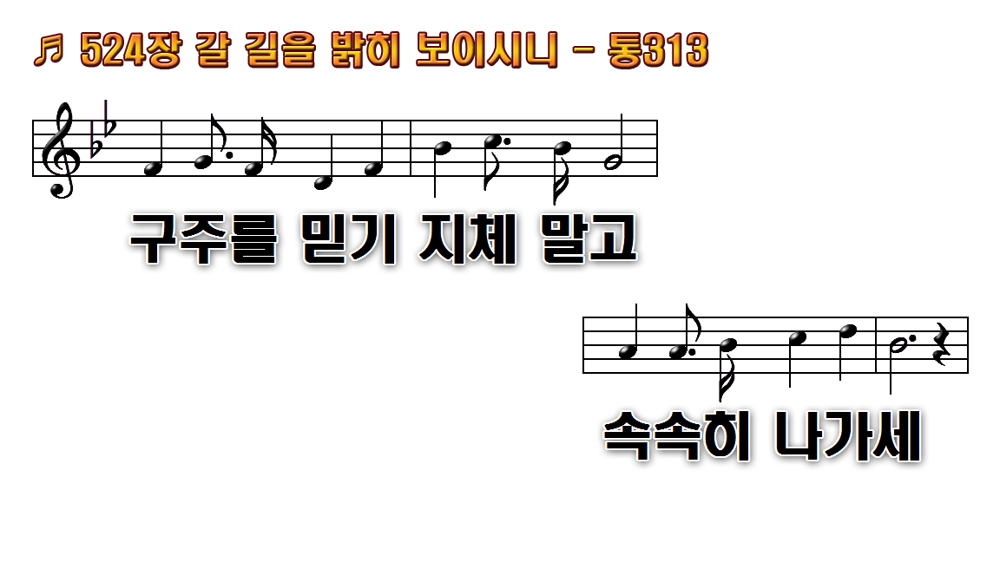 ♬ 524장 갈 길을 밝히 보이시니 - 통313
구주를 믿기 지체 말고
속속히 나가세